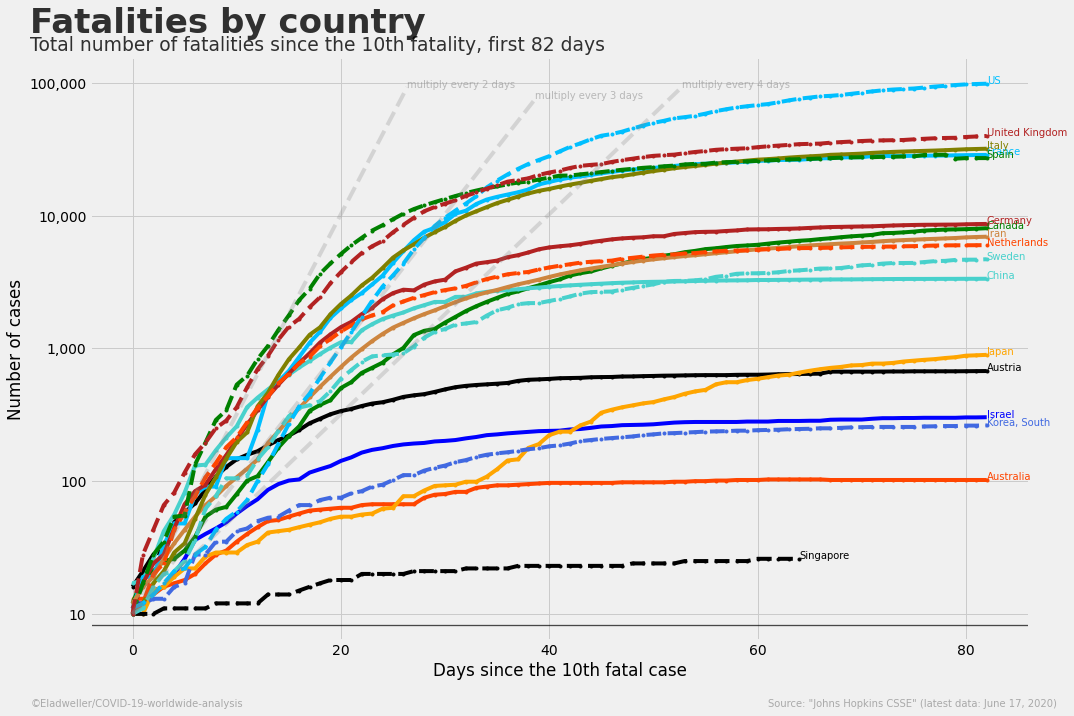 Fatalities by country
Total number of fatalities since the 10th fatality, first 82 days
100,000
10,000
1,000
100
10
Number of cases
multiply every 2 days
multiply every 3 days
multiply every 4 days
US
United Kingdom
Italy
France
Spain
Germany
Canada
Iran
Netherlands
Sweden
China
Japan
Austria
Israel
Korea, South
Australia
Singapore
0
20
40
60
80
Days since the 10th fatal case
©Eladweller/COVID-19-worldwide-analysis
Source: "Johns Hopkins CSSE" (latest data: June 17, 2020)